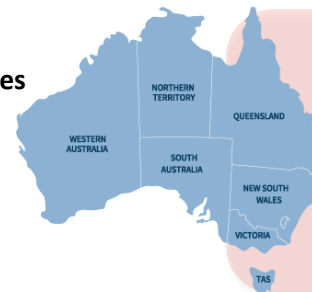 es
NORTHERN
TERRITORY
QUEENSLAND
WESTERN
AUSTRALIA
SOUTH
AUSTRALIA
NEW SOUTH
WALES
VICTORIA
TAS